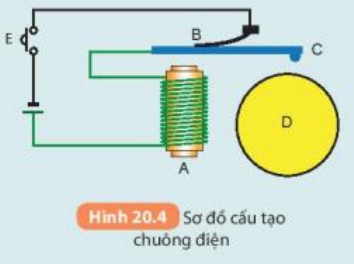 E
B
C
D
A
Hình 20.4 Sơ đồ cấu tạo
chuông điện